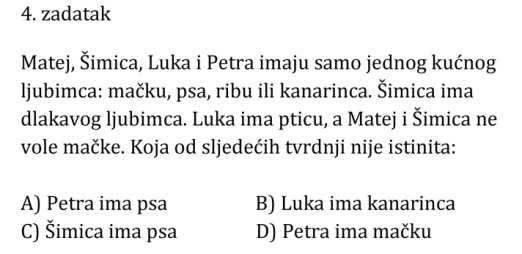 4. zadatak
Matej, Šimica, Luka i Petra imaju samo jednog kućnog
ljubimca: mačku, psa, ribu ili kanarinca. Šimica ima
dlakavog ljubimca. Luka ima pticu, a Matej i Šimica ne
vole mačke. Koja od sljedećih tvrdnji nije istinita:
A) Petra ima psa B) Luka ima kanarinca
C) Šimica ima psa D) Petra ima mačku